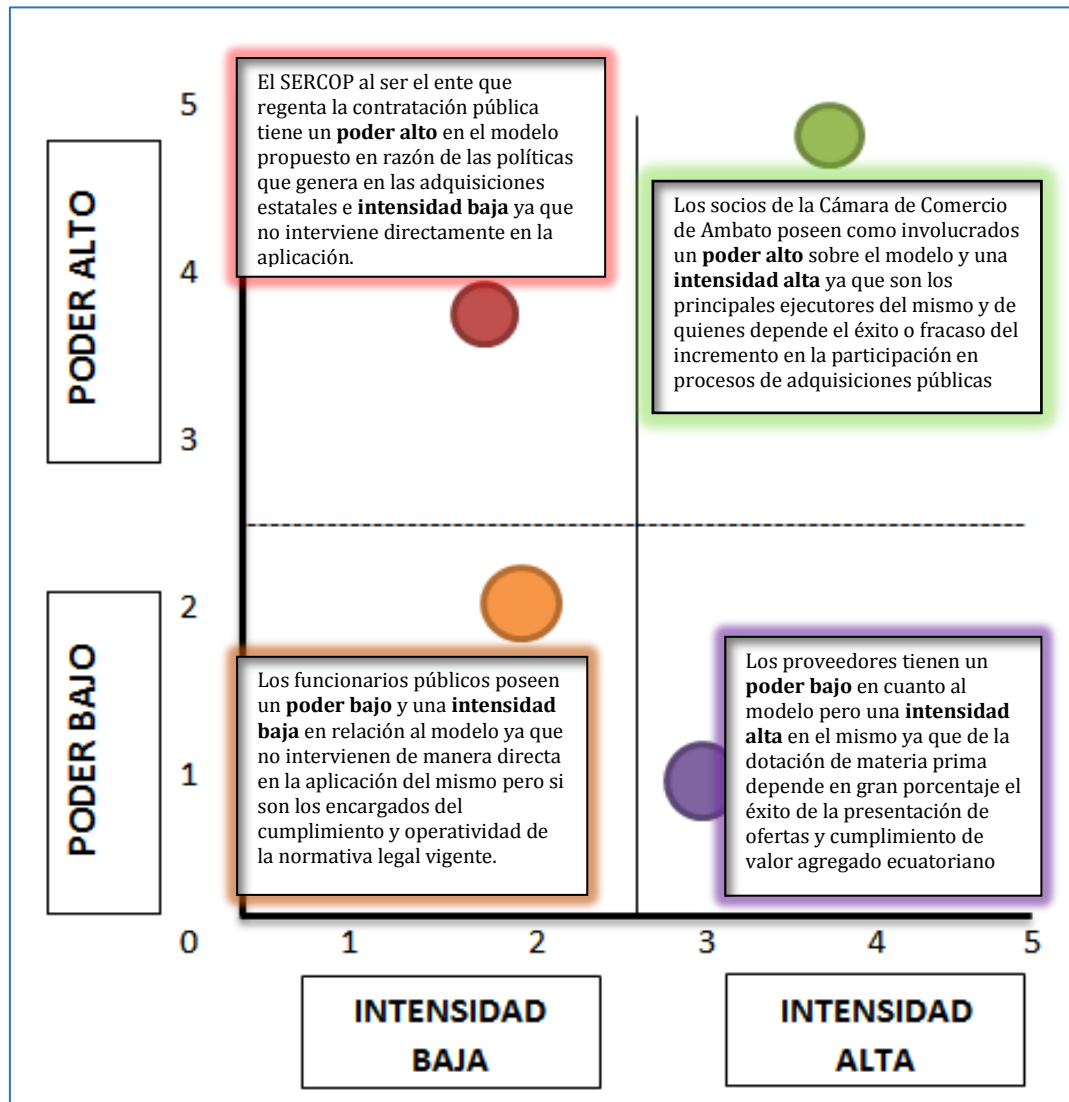 El SERCOP al ser el ente que
regenta la contratación pública
tiene un poder alto en el modelo
propuesto en razón de las políticas
que genera en las adquisiciones
estatales e intensidad baja ya que
no interviene directamente en la
aplicación.
Los socios de la Cámara de Comercio
de Ambato poseen como involucrados
un poder alto sobre el modelo y una
intensidad alta ya que son los
principales ejecutores del mismo y de
quienes depende el éxito o fracaso del
incremento en la participación en
procesos de adquisiciones públicas
PODER ALTO
5
4
3
Los funcionarios públicos poseen
un poder bajo y una intensidad
baja en relación al modelo ya que
no intervienen de manera directa
en la aplicación del mismo pero si
son los encargados del
cumplimiento y operatividad de
la normativa legal vigente.
Los proveedores tienen un
poder bajo en cuanto al
modelo pero una intensidad
alta en el mismo ya que de la
dotación de materia prima
depende en gran porcentaje el
éxito de la presentación de
ofertas y cumplimiento de
valor agregado ecuatoriano
PODER BAJO
2
1
0 1 2 3 4 5
INTENSIDAD
BAJA
INTENSIDAD
ALTA